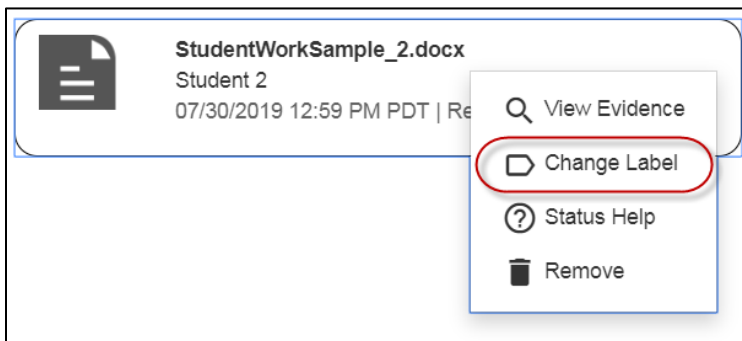 StudentWorkSample_2.docx
Student 2
07/30/2019 12:59 PM PDT | Re
View Evidence
Change Label
Status Help
Remove